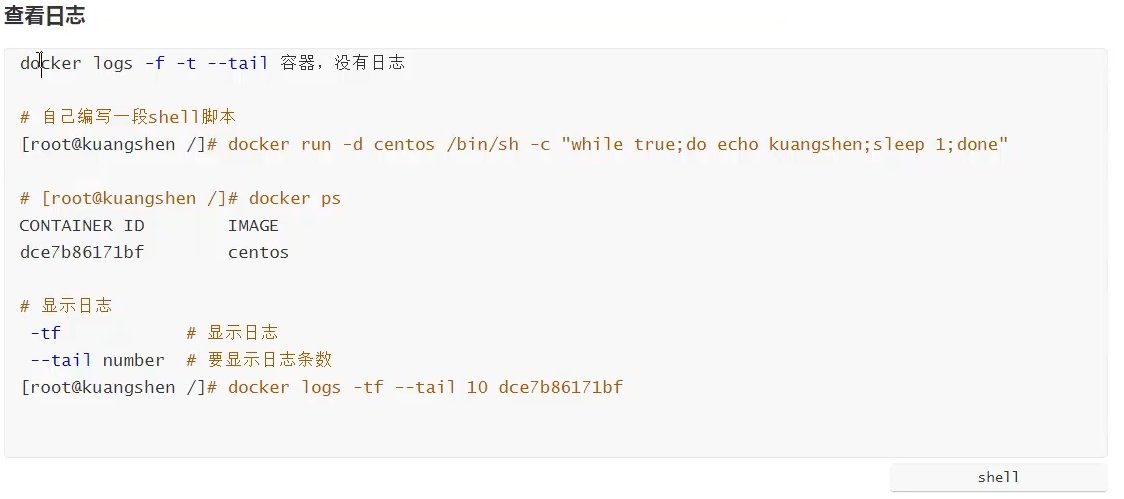 查看日志
docker logs -f -t --tail 容器，没有日志
# 自己编写一段shell脚本
[root@kuangshen /]# docker run -d centos /bin/sh -c "while true;do echo kuangshen;sleep 1;done"
# [root@kuangshen /]# docker ps
CONTAINER ID        IMAGE
dce7b86171bf        centos
# 显示日志
 -tf            # 显示日志
 --tail number  # 要显示日志条数
[root@kuangshen /]# docker logs -tf --tail 10 dce7b86171bf
shell